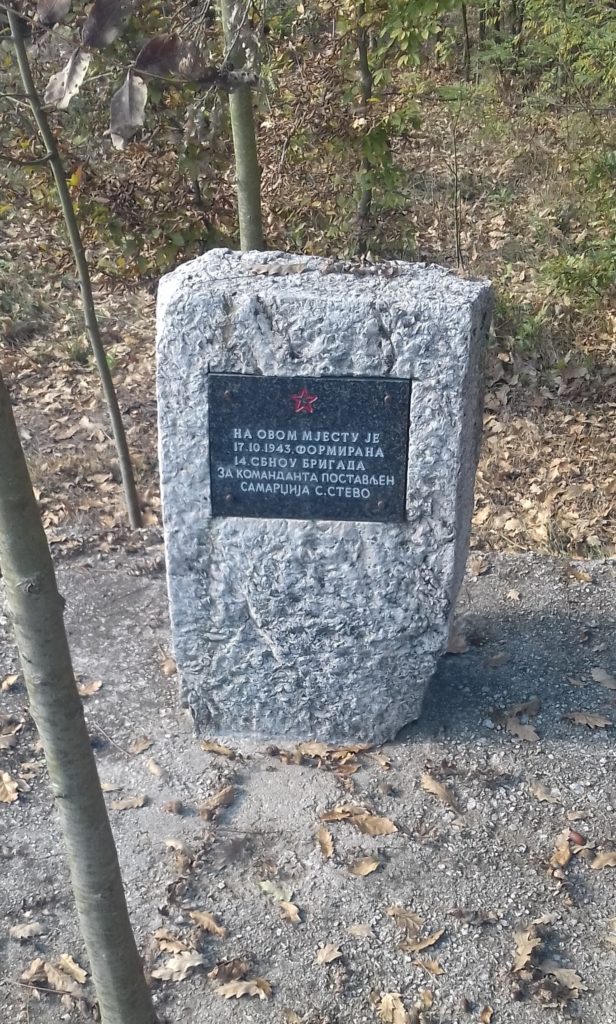 НА ОВОМ МЈЕСТУ ЈЕ
17.10.1943, ФОРМИРАНА
14. СБНОУ БРИГАДА
ЗА КОМАНДАНТА ПОСТАВЉЕН
САМАРЏИЈА С. СТЕВО